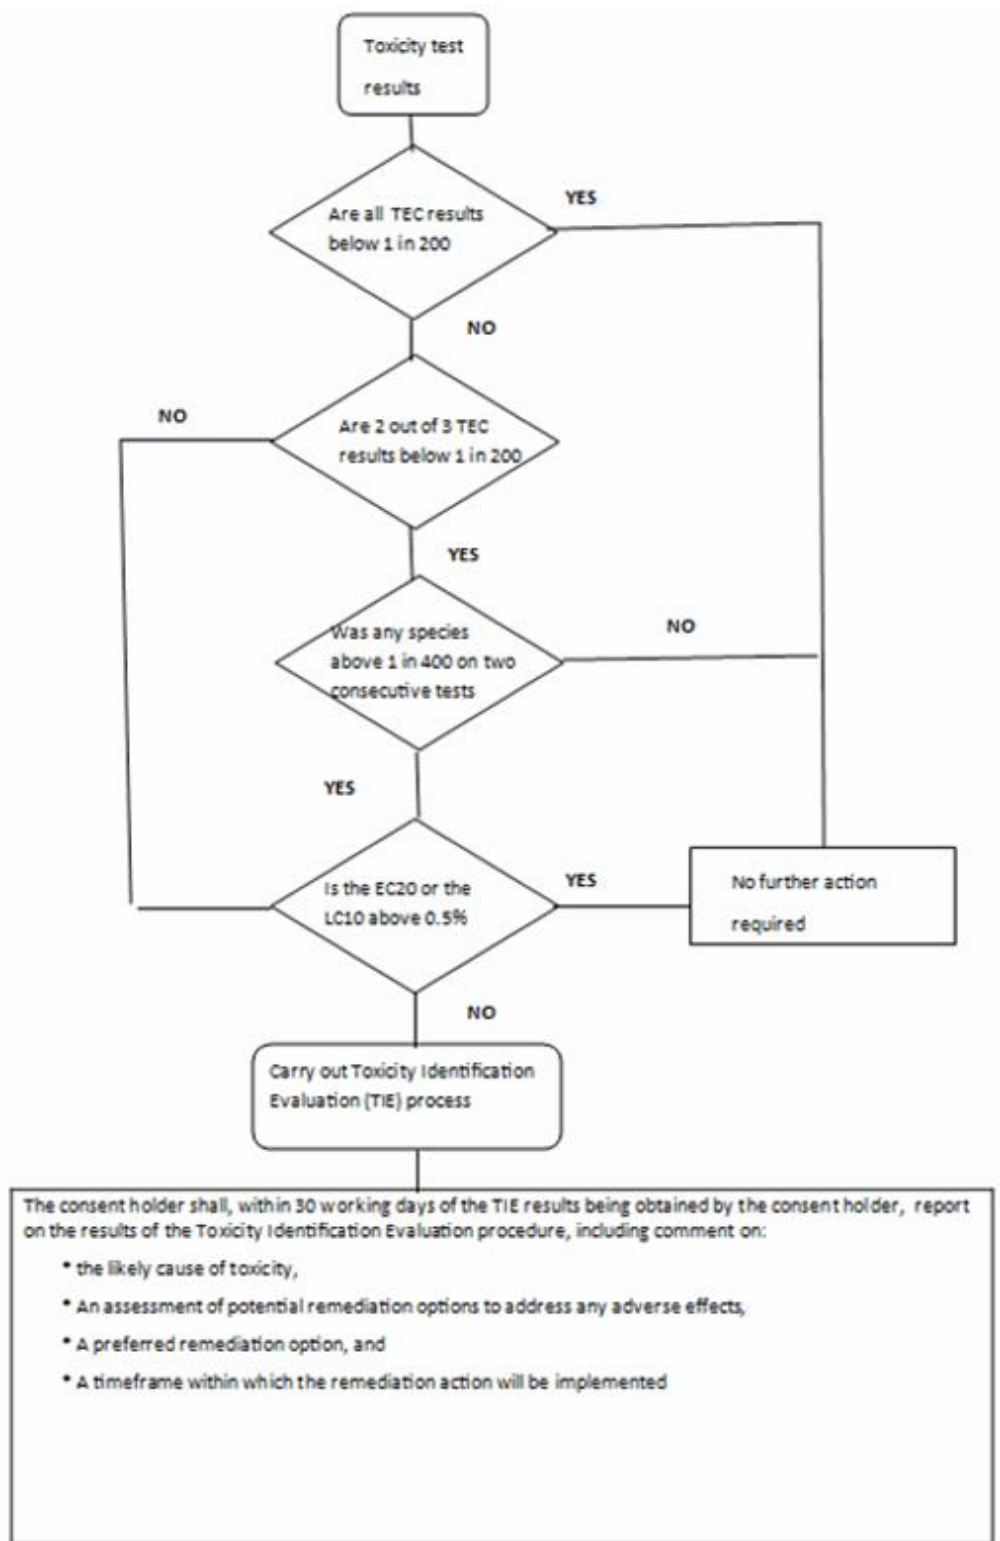 Toxicity test
results
YES
Are all TEC results
below 1 in 200
NO
NO
Are 2 out of 3 TEC
results below 1 in 200
YES
Was any species
above 1 in 400 on two
consecutive tests
NO
YES
Is the EC20 or the
LC10 above 0.5%
YES
No further action
required
NO
Carry out Toxicity Identification
Evaluation (TIE) process
The consent holder shall, within 30 working days of the TIE results being obtained by the consent holder, report
on the results of the Toxicity Identification Evaluation procedure, including comment on:
* the likely cause of toxicity,
* An assessment of potential remediation options to address any adverse effects,
* A preferred remediation option, and
* A timeframe within which the remediation action will be implemented